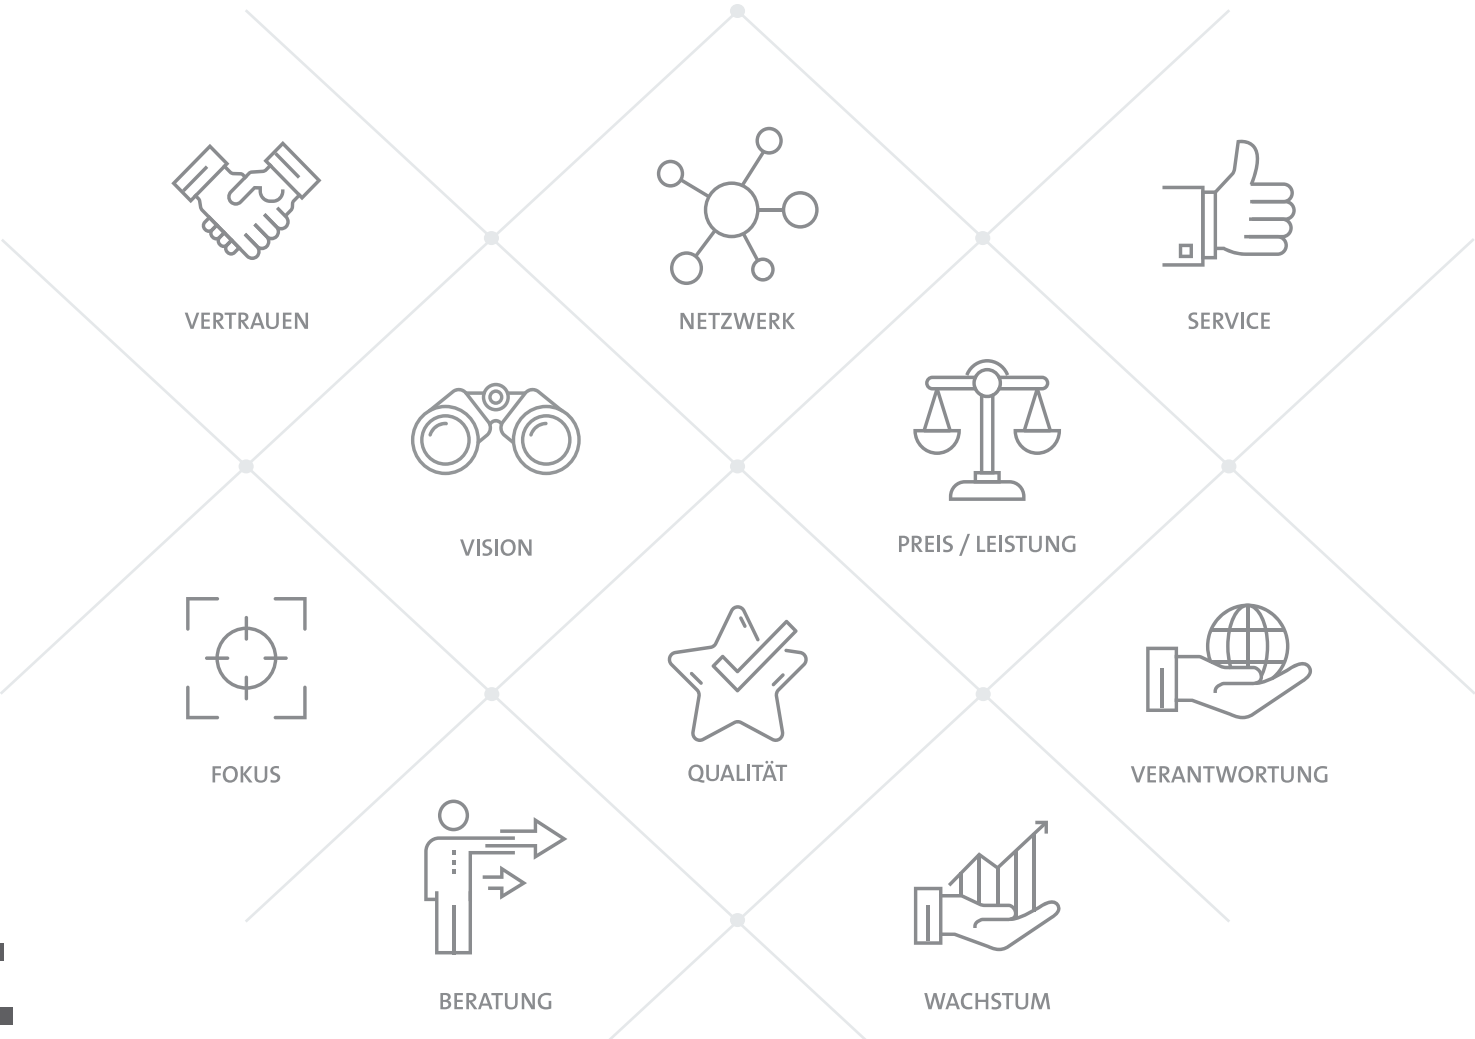 VERTRAUEN
NETZWERK
SERVICE
VISION
PREIS / LEISTUNG
FOKUS
QUALITÄT
VERANTWORTUNG
BERATUNG
WACHSTUM